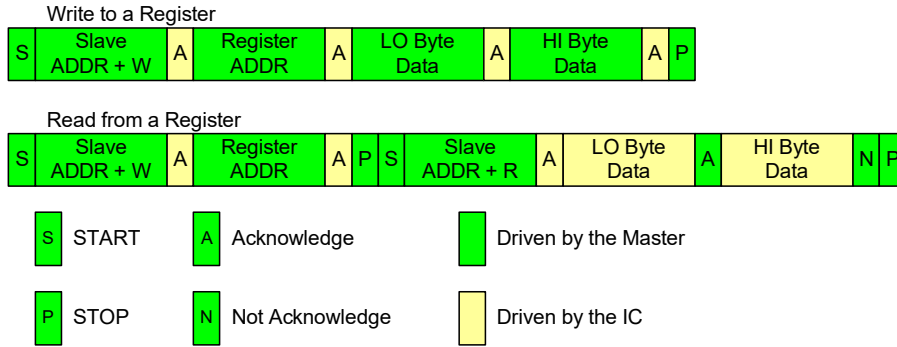 Write to a Register
S Slave ADDR + W A Register ADDR A LO Byte Data A HI Byte Data A P
Read from a Register
S Slave ADDR + W A Register ADDR A P S Slave ADDR + R A LO Byte Data A HI Byte Data N P
S START A Acknowledge Driven by the Master
P STOP N Not Acknowledge Driven by the IC